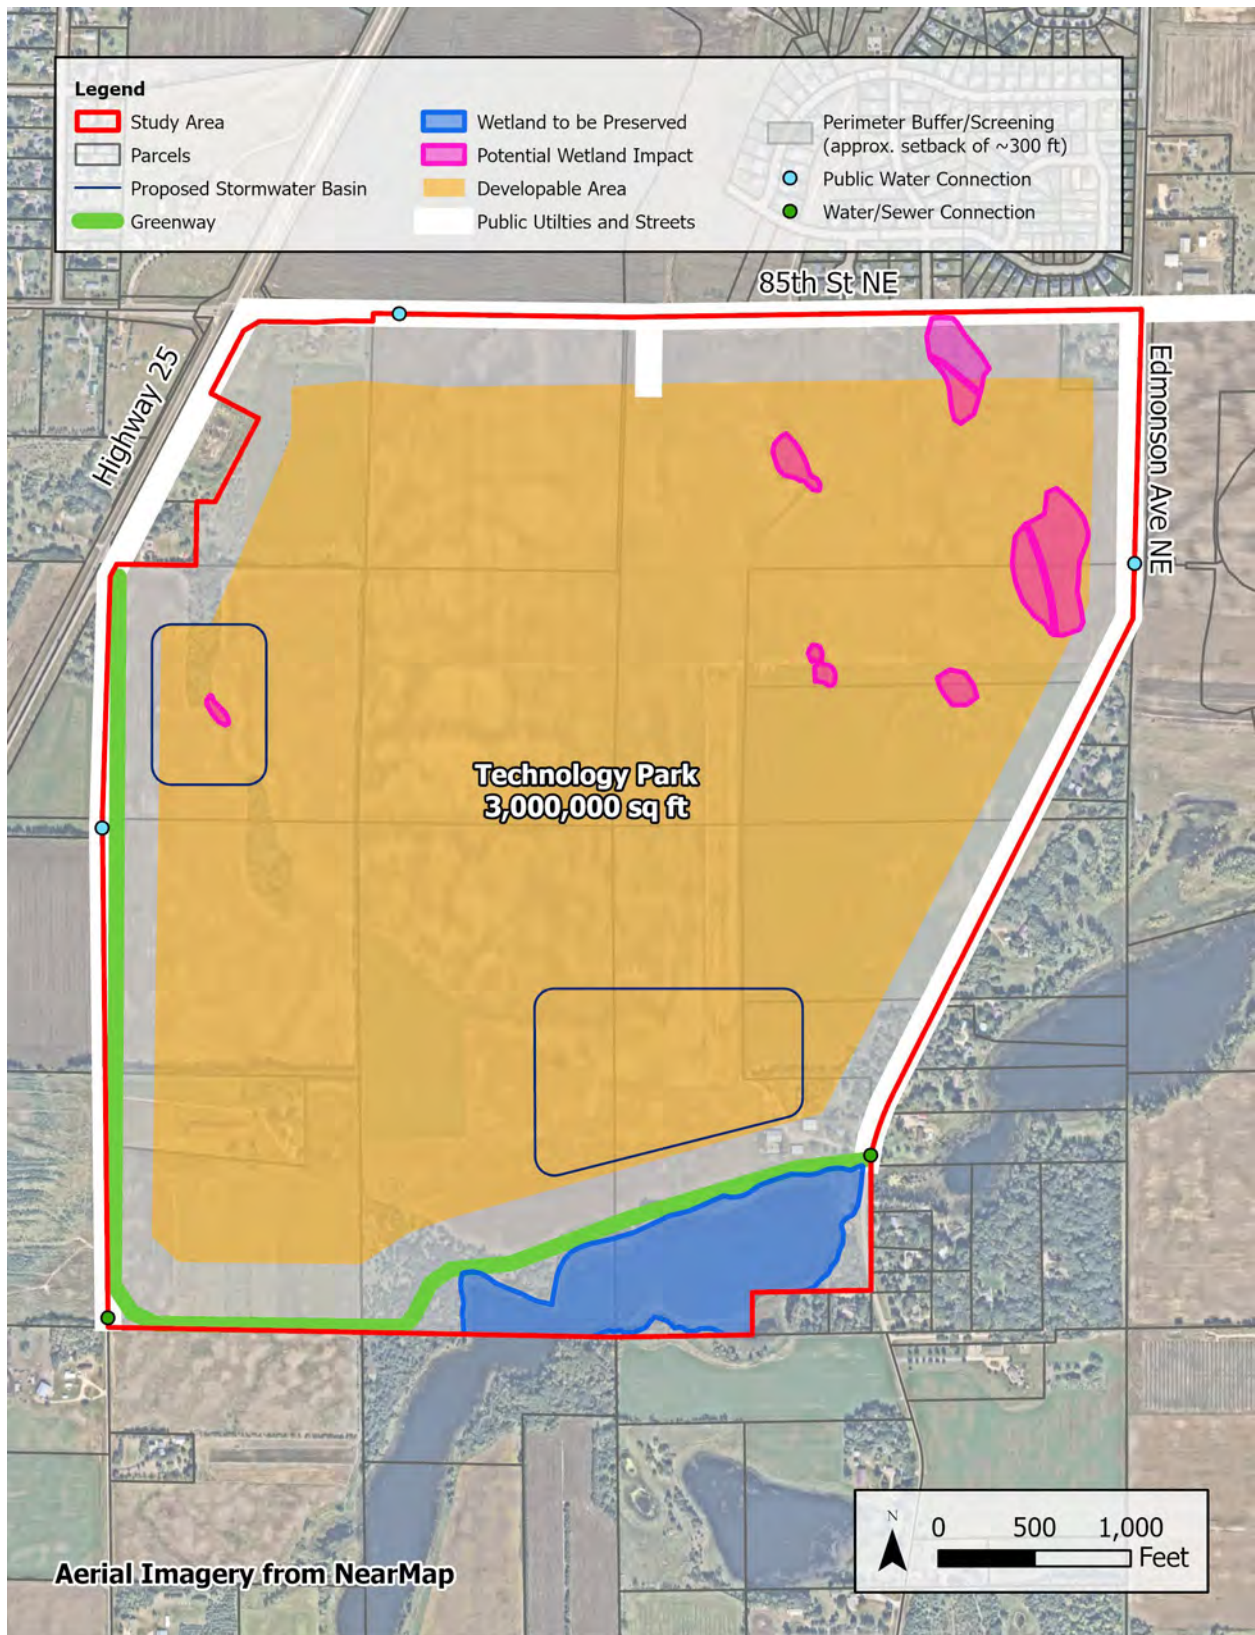 Legend
Study Area
Parcels
Proposed Stormwater Basin
Greenway
Wetland to be Preserved
Potential Wetland Impact
Developable Area
Public Utilties and Streets
Perimeter Buffer/Screening
(approx. setback of ~300 ft)
Public Water Connection
Water/Sewer Connection
85th St NE
Highway 25
Edmonson Ave NE
Technology Park
3,000,000 sq ft
N
0 500 1,000
Feet
Aerial Imagery from NearMap